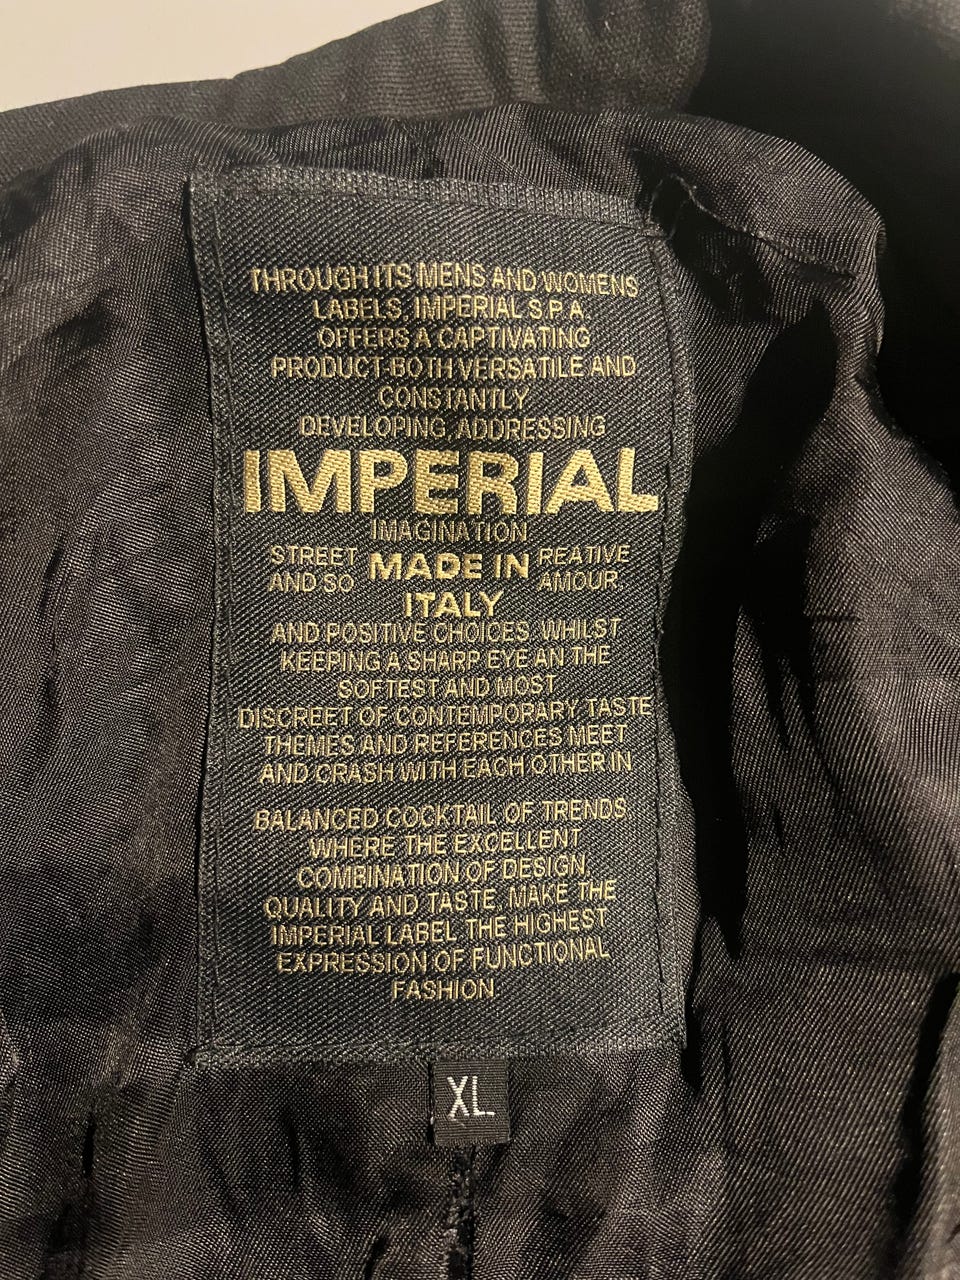 THROUGH ITS MENS AND WOMENS
LABELS, IMPERIAL S.P.A.
OFFERS A CAPTIVATING
PRODUCT-BOTH VERSATILE AND
CONSTANTLY
DEVELOPING, ADDRESSING
IMPERIAL
IMAGINATION
STREET MADE IN REATIVE
AND SO ITALY AMOUR
AND POSITIVE CHOICES, WHILST
KEEPING A SHARP EYE AN THE
SOFTEST AND MOST
DISCREET OF CONTEMPORARY TASTE
THEMES AND REFERENCES MEET
AND CRASH WITH EACH OTHER IN
BALANCED COCKTAIL OF TRENDS
WHERE THE EXCELLENT
COMBINATION OF DESIGN,
QUALITY AND TASTE, MAKE THE
IMPERIAL LABEL THE HIGHEST
EXPRESSION OF FUNCTIONAL
FASHION
XL